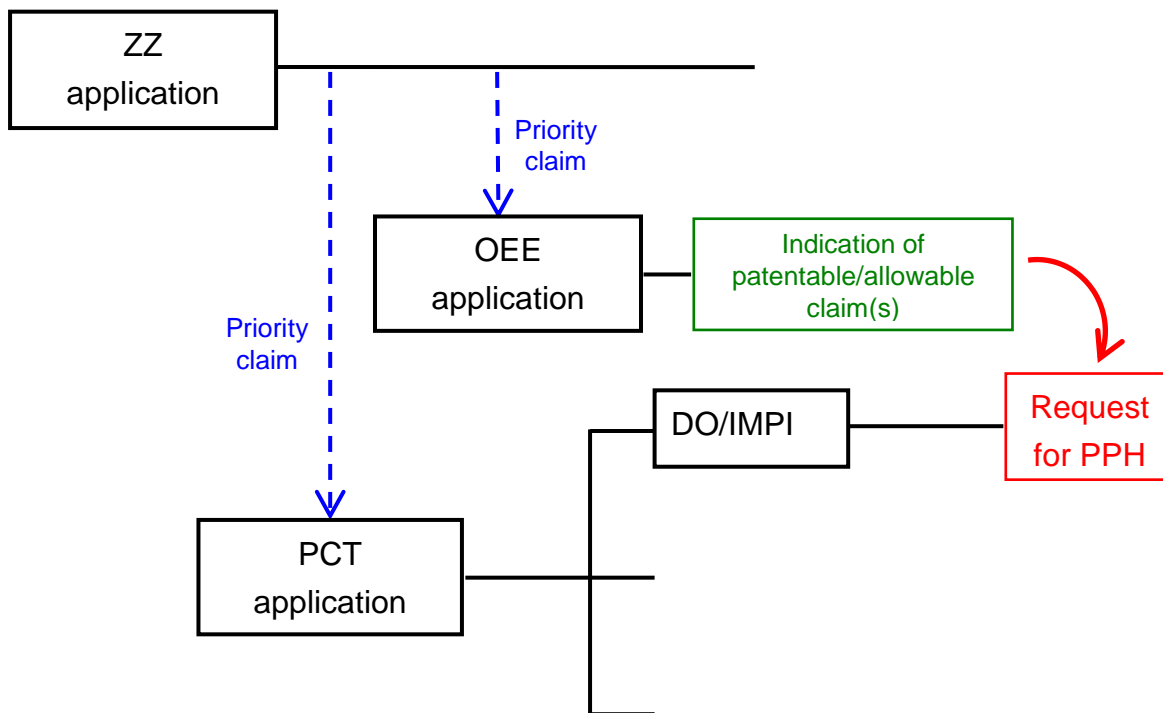 ZZ
application
Priority
claim
OEE
application
Indication of
patentable/allowable
claim(s)
Priority
claim
DO/IMPI
Request
for PPH
PCT
application